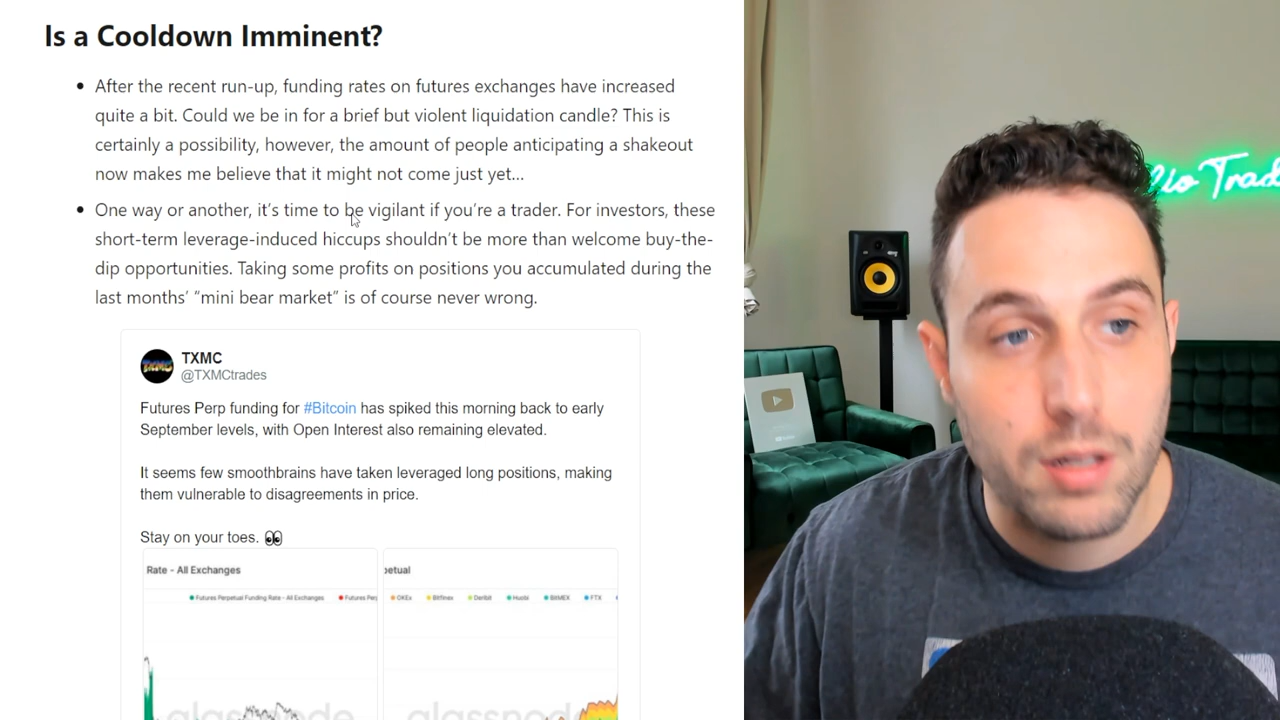 Is a Cooldown Imminent?
After the recent run-up, funding rates on futures exchanges have increased
quite a bit. Could we be in for a brief but violent liquidation candle? This is
certainly a possibility, however, the amount of people anticipating a shakeout
now makes me believe that it might not come just yet...
One way or another, it's time to be vigilant if you're a trader. For investors, these
short-term leverage-induced hiccups shouldn't be more than welcome buy-the-
dip opportunities. Taking some profits on positions you accumulated during the
last months' “mini bear market” is of course never wrong.
TXMC
@TXMCtrades
Futures Perp funding for #Bitcoin has spiked this morning back to early
September levels, with Open Interest also remaining elevated.
It seems few smoothbrains have taken leveraged long positions, making
them vulnerable to disagreements in price.
Stay on your toes. 👀
Rate - All Exchanges
petual
Futures Perpetual Funding Rate - All Exchanges Futures Perp
OKEx Bitfinex Deribit Huobi BitMEX FTX
glassnode
glassnode
io Trad